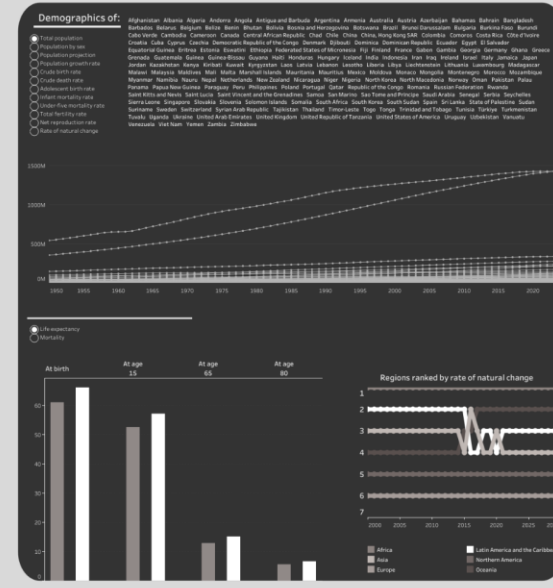 Demographics of:
Afghanistan Albania Algeria Andorra Angola Antigua and Barbuda Argentina Armenia Australia Austria Azerbaijan Bahamas Bahrain Bangladesh
Barbados Belarus Belgium Belize Benin Bhutan Bolivia Bosnia and Herzegovina Botswana Brazil Brunei Darussalam Bulgaria Burkina Faso Burundi
Cabo Verde Cambodia Cameroon Canada Central African Republic Chad Chile China China, Hong Kong SAR Colombia Comoros Costa Rica Côte d'Ivoire
Croatia Cuba Cyprus Czechia Democratic Republic of the Congo Denmark Djibouti Dominica Dominican Republic Ecuador Egypt El Salvador
Equatorial Guinea Eritrea Estonia Eswatini Ethiopia Federated States of Micronesia Fiji Finland France Gabon Gambia Georgia Germany Ghana Greece
Grenada Guatemala Guinea Guinea-Bissau Guyana Haiti Honduras Hungary Iceland India Indonesia Iran Iraq Ireland Israel Italy Jamaica Japan
Jordan Kazakhstan Kenya Kiribati Kuwait Kyrgyzstan Laos Latvia Lebanon Lesotho Liberia Libya Liechtenstein Lithuania Luxembourg Madagascar
Malawi Malaysia Maldives Mali Malta Marshall Islands Mauritania Mauritius Mexico Moldova Monaco Mongolia Montenegro Morocco Mozambique
Myanmar Namibia Nauru Nepal Netherlands New Zealand Nicaragua Niger Nigeria North Korea North Macedonia Norway Oman Pakistan Palau
Panama Papua New Guinea Paraguay Peru Philippines Poland Portugal Qatar Republic of the Congo Romania Russian Federation Rwanda
Saint Kitts and Nevis Saint Lucia Saint Vincent and the Grenadines Samoa San Marino Sao Tome and Principe Saudi Arabia Senegal Serbia Seychelles
Sierra Leone Singapore Slovakia Slovenia Solomon Islands Somalia South Africa South Korea South Sudan Spain Sri Lanka State of Palestine Sudan
Suriname Sweden Switzerland Syrian Arab Republic Tajikistan Thailand Timor-Leste Togo Tonga Trinidad and Tobago Tunisia Türkiye Turkmenistan
Tuvalu Uganda Ukraine United Arab Emirates United Kingdom United Republic of Tanzania United States of America Uruguay Uzbekistan Vanuatu
Venezuela Viet Nam Yemen Zambia Zimbabwe
Total population
Population by sex
Population projection
Population growth rate
Crude birth rate
Crude death rate
Adolescent birth rate
Infant mortality rate
Under-five mortality rate
Total fertility rate
Net reproduction rate
Rate of natural change
1500M
1000M
500M
0M
1950 1955 1960 1965 1970 1975 1980 1985 1990 1995 2000 2005 2010 2015 2020
Life expectancy
Mortality
At birth
At age 15
At age 65
At age 80
60
50
40
30
20
10
0
Regions ranked by rate of natural change
1
2
3
4
5
6
7
2000 2005 2010 2015 2020
Africa
Asia
Europe
Latin America and the Caribbe
Northern America
Oceania